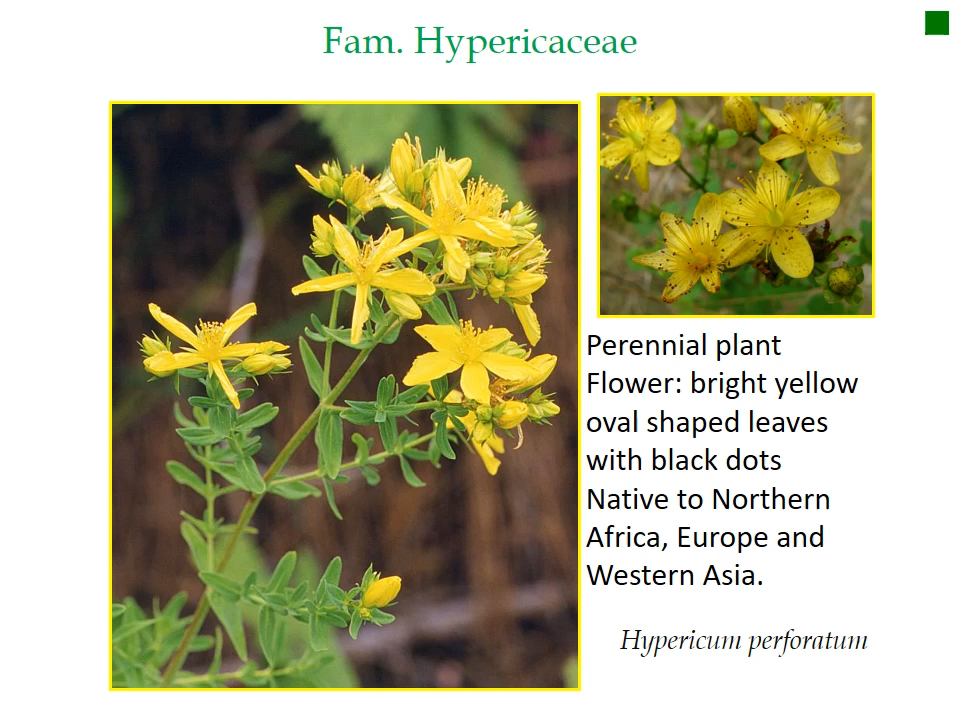 Fam. Hypericaceae
Perennial plant
Flower: bright yellow
oval shaped leaves
with black dots
Native to Northern
Africa, Europe and
Western Asia.
Hypericum perforatum